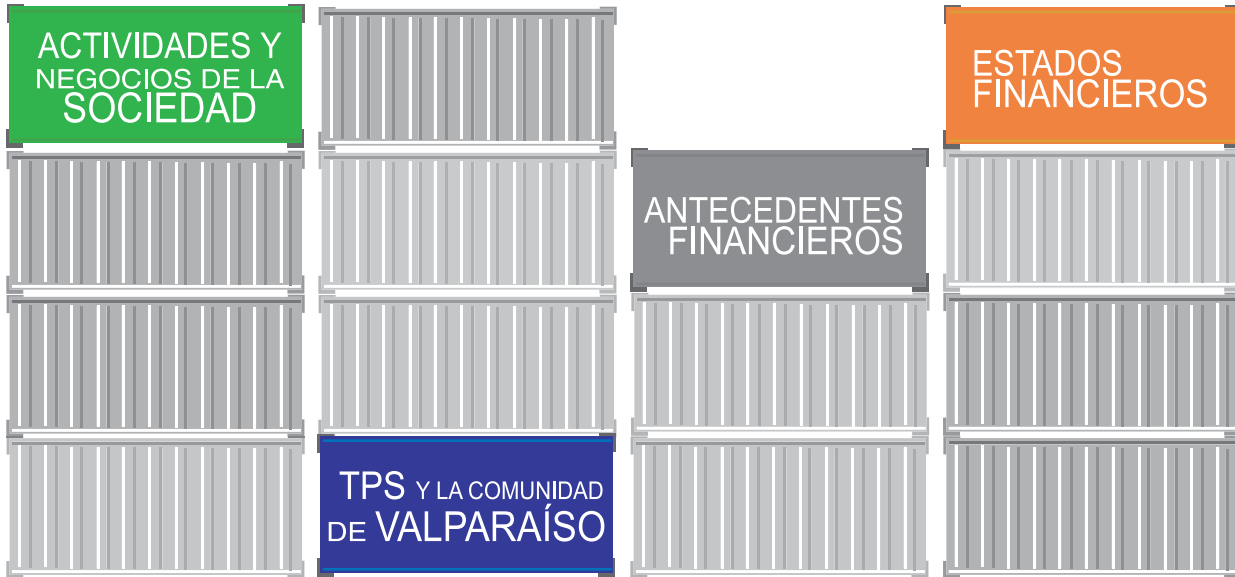 ACTIVIDADES Y
NEGOCIOS DE LA
SOCIEDAD
TPS Y LA COMUNIDAD
DE VALPARAÍSO
ANTECEDENTES
FINANCIEROS
ESTADOS
FINANCIEROS